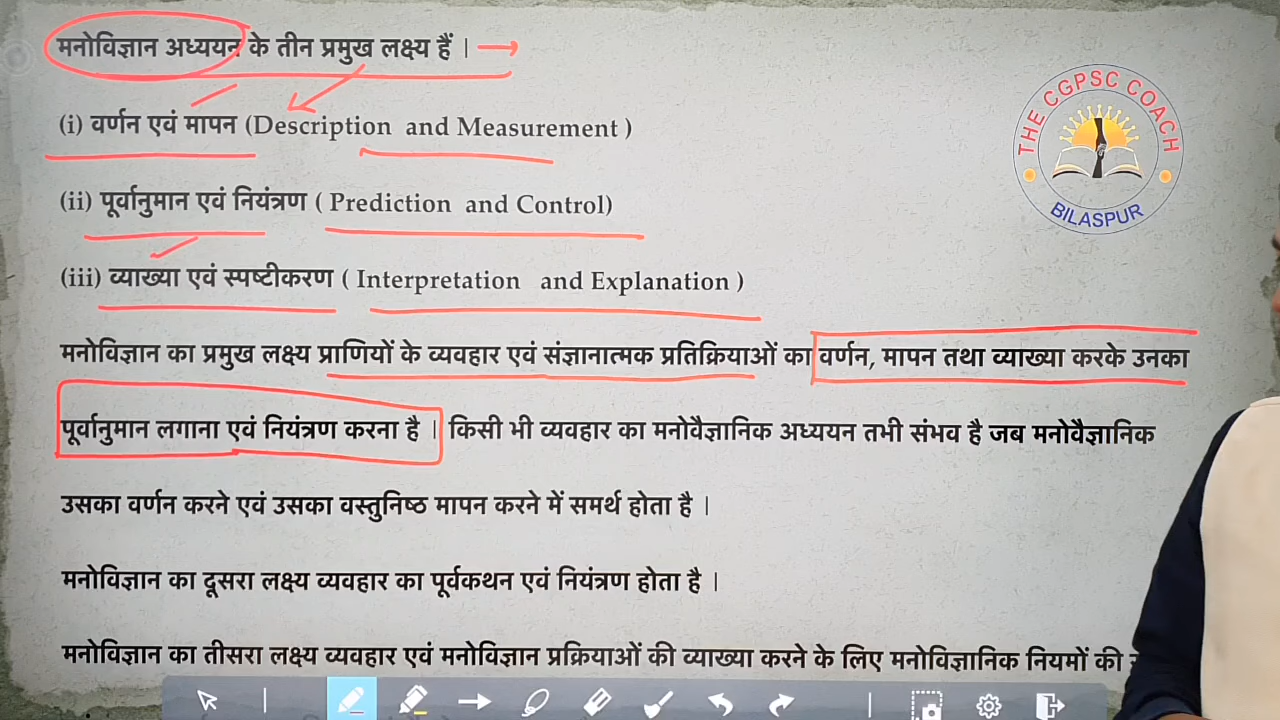 मनोविज्ञान अध्ययन के तीन प्रमुख लक्ष्य हैं |
(i) वर्णन एवं मापन (Description and Measurement )
(ii) पूर्वानुमान एवं नियंत्रण ( Prediction and Control)
(iii) व्याख्या एवं स्पष्टीकरण ( Interpretation and Explanation )
मनोविज्ञान का प्रमुख लक्ष्य प्राणियों के व्यवहार एवं संज्ञानात्मक प्रतिक्रियाओं का वर्णन, मापन तथा व्याख्या करके उनका
पूर्वानुमान लगाना एवं नियंत्रण करना है | किसी भी व्यवहार का मनोवैज्ञानिक अध्ययन तभी संभव है जब मनोवैज्ञानिक
उसका वर्णन करने एवं उसका वस्तुनिष्ठ मापन करने में समर्थ होता है |
मनोविज्ञान का दूसरा लक्ष्य व्यवहार का पूर्वकथन एवं नियंत्रण होता है |
मनोविज्ञान का तीसरा लक्ष्य व्यवहार एवं मनोविज्ञान प्रक्रियाओं की व्याख्या करने के लिए मनोविज्ञानिक नियमों की
THE CGPSC COACH
BILASPUR